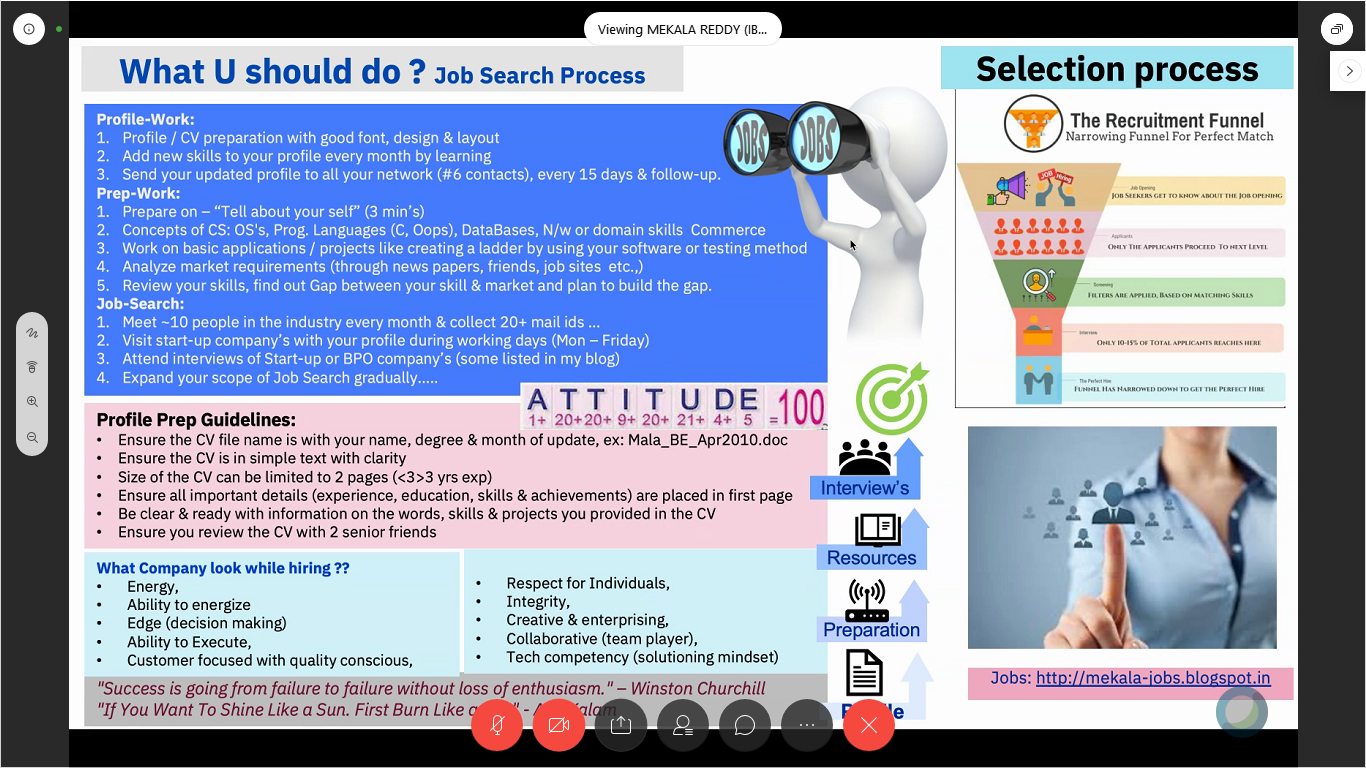 Viewing MEKALA REDDY (IB...
What U should do ? Job Search Process
Profile-Work:
1. Profile / CV preparation with good font, design & layout
2. Add new skills to your profile every month by learning
3. Send your updated profile to all your network (#6 contacts), every 15 days & follow-up.
Prep-Work:
1. Prepare on – “Tell about your self” (3 min’s)
2. Concepts of CS: OS's, Prog. Languages (C, Oops), DataBases, N/w or domain skills Commerce
3. Work on basic applications / projects like creating a ladder by using your software or testing method
4. Analyze market requirements (through news papers, friends, job sites etc.,)
5. Review your skills, find out Gap between your skill & market and plan to build the gap.
Job-Search:
1. Meet ~10 people in the industry every month & collect 20+ mail ids ...
2. Visit start-up company’s with your profile during working days (Mon – Friday)
3. Attend interviews of Start-up or BPO company’s (some listed in my blog)
4. Expand your scope of Job Search gradually.....
JOBS JOBS
ATTITUDE
1+ 20+20+ 9+ 20+ 21+ 4+ 5 =100
Profile Prep Guidelines:
• Ensure the CV file name is with your name, degree & month of update, ex: Mala_BE_Apr2010.doc
• Ensure the CV is in simple text with clarity
• Size of the CV can be limited to 2 pages (<3>3 yrs exp)
• Ensure all important details (experience, education, skills & achievements) are placed in first page
• Be clear & ready with information on the words, skills & projects you provided in the CV
• Ensure you review the CV with 2 senior friends
What Company look while hiring ??
• Energy,
• Ability to energize
• Edge (decision making)
• Ability to Execute,
• Customer focused with quality conscious,
• Respect for Individuals,
• Integrity,
• Creative & enterprising,
• Collaborative (team player),
• Tech competency (solutioning mindset)
"Success is going from failure to failure without loss of enthusiasm." – Winston Churchill
"If You Want To Shine Like a Sun. First Burn Like a
Interview’s
Resources
Preparation
Selection process
The Recruitment Funnel
Narrowing Funnel For Perfect Match
JOB Hiring
Job Opening
Job Seekers get to know about the Job opening
Applicants
Only The Applicants Proceed To next Level
Screening
Filters Are Applied, Based on Matching Skills
Interview
Only 10-15% of Total applicants reaches here
The Perfect Hire
Funnel Has Narrowed down to get the Perfect Hire
Jobs: http://mekala-jobs.blogspot.in